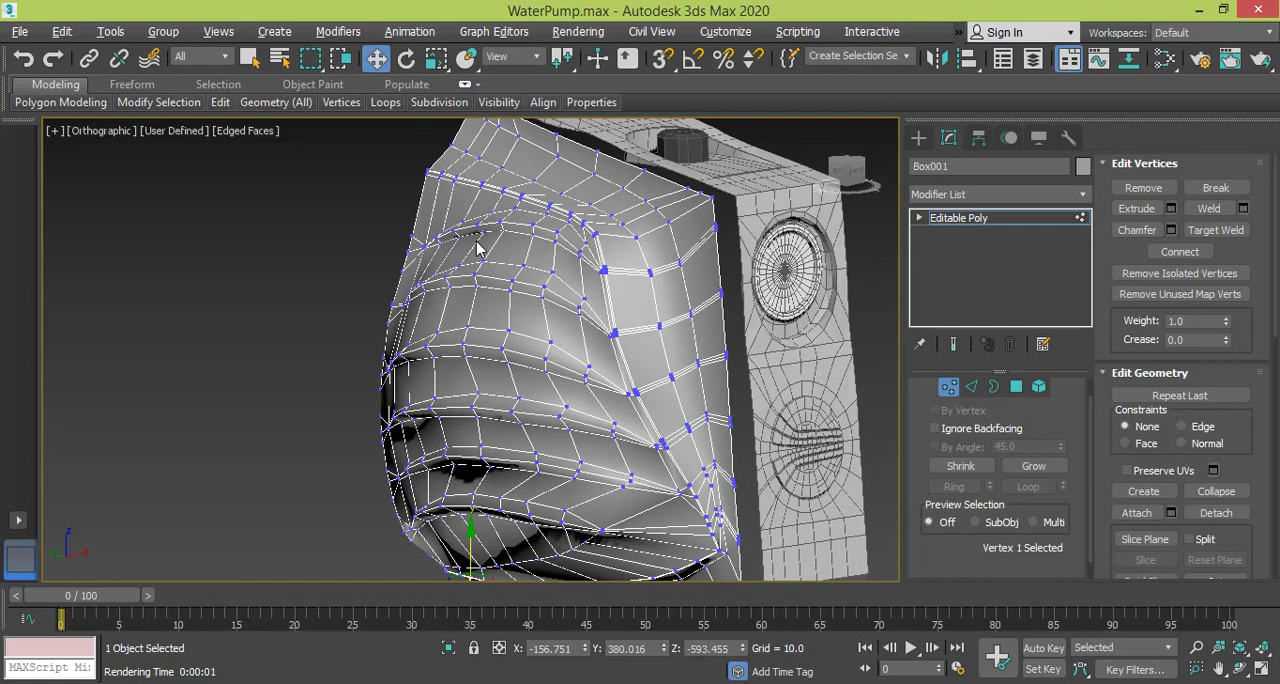 WaterPump.max - Autodesk 3ds Max 2020
File Edit Tools Group Views Create Modifiers Animation Graph Editors Rendering Civil View Customize Scripting Interactive Sign In Workspaces: Default
All View Create Selection Se
Modeling Freeform Selection Object Paint Populate
Polygon Modeling Modify Selection Edit Geometry (All) Vertices Loops Subdivision Visibility Align Properties
[+] [Orthographic] [User Defined] [Edged Faces]
Box001
Modifier List
Editable Poly
By Vertex
Ignore Backfacing
By Angle: 45.0
Shrink Grow
Ring Loop
Preview Selection
Off SubObj Multi
Vertex 1 Selected
Edit Vertices
Remove Break
Extrude Weld
Chamfer Target Weld
Connect
Remove Isolated Vertices
Remove Unused Map Verts
Weight: 1.0
Crease: 0.0
Edit Geometry
Repeat Last
Constraints
None Edge
Face Normal
Preserve UVs
Create Collapse
Attach Detach
Slice Plane Split
Slice Reset Plane
z
y
x
< 0 / 100 >
0 5 10 15 20 25 30 35 40 45 50 55 60 65 70 75 80 85 90 95 100
MAXScript Mi
1 Object Selected
Rendering Time 0:00:01
X: -156.751 Y: 380.016 Z: -593.455 Grid = 10.0
Add Time Tag
0
Auto Key Selected
Set Key Key Filters...